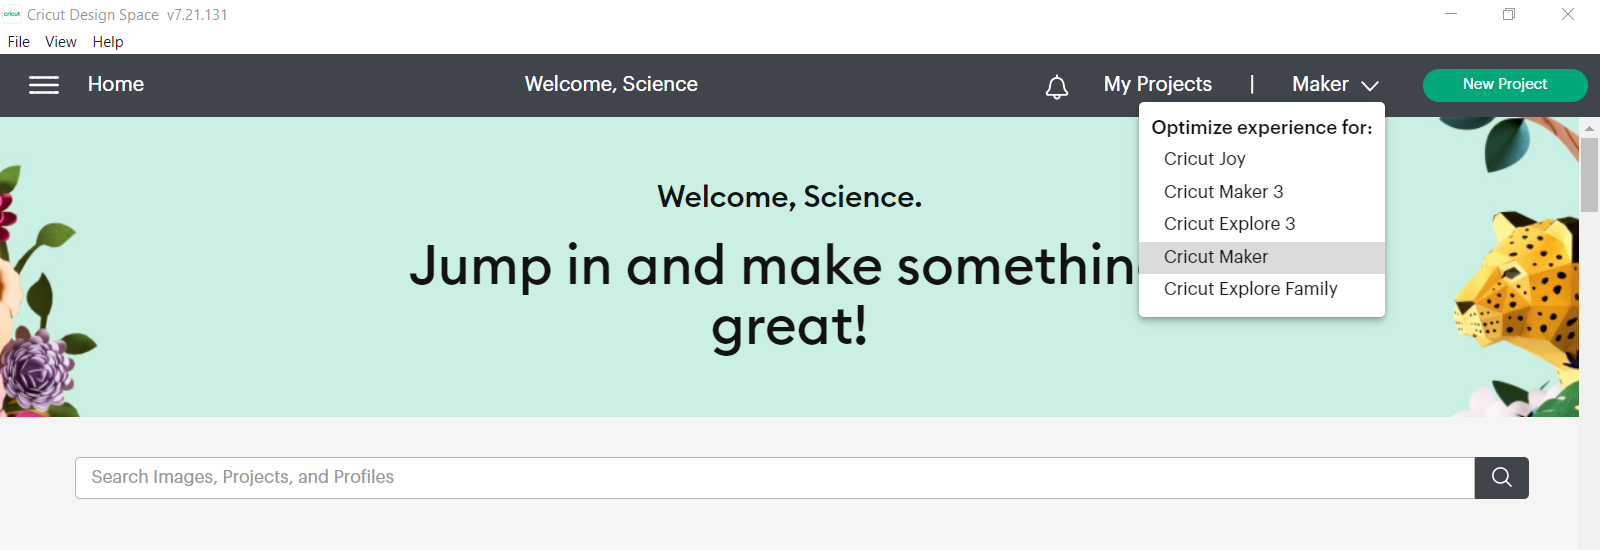 cricut Cricut Design Space v7.21.131
File View Help
Home Welcome, Science My Projects | Maker New Project
Optimize experience for:
Cricut Joy
Cricut Maker 3
Cricut Explore 3
Cricut Maker
Cricut Explore Family
Welcome, Science.
Jump in and make somethin
great!
Search Images, Projects, and Profiles